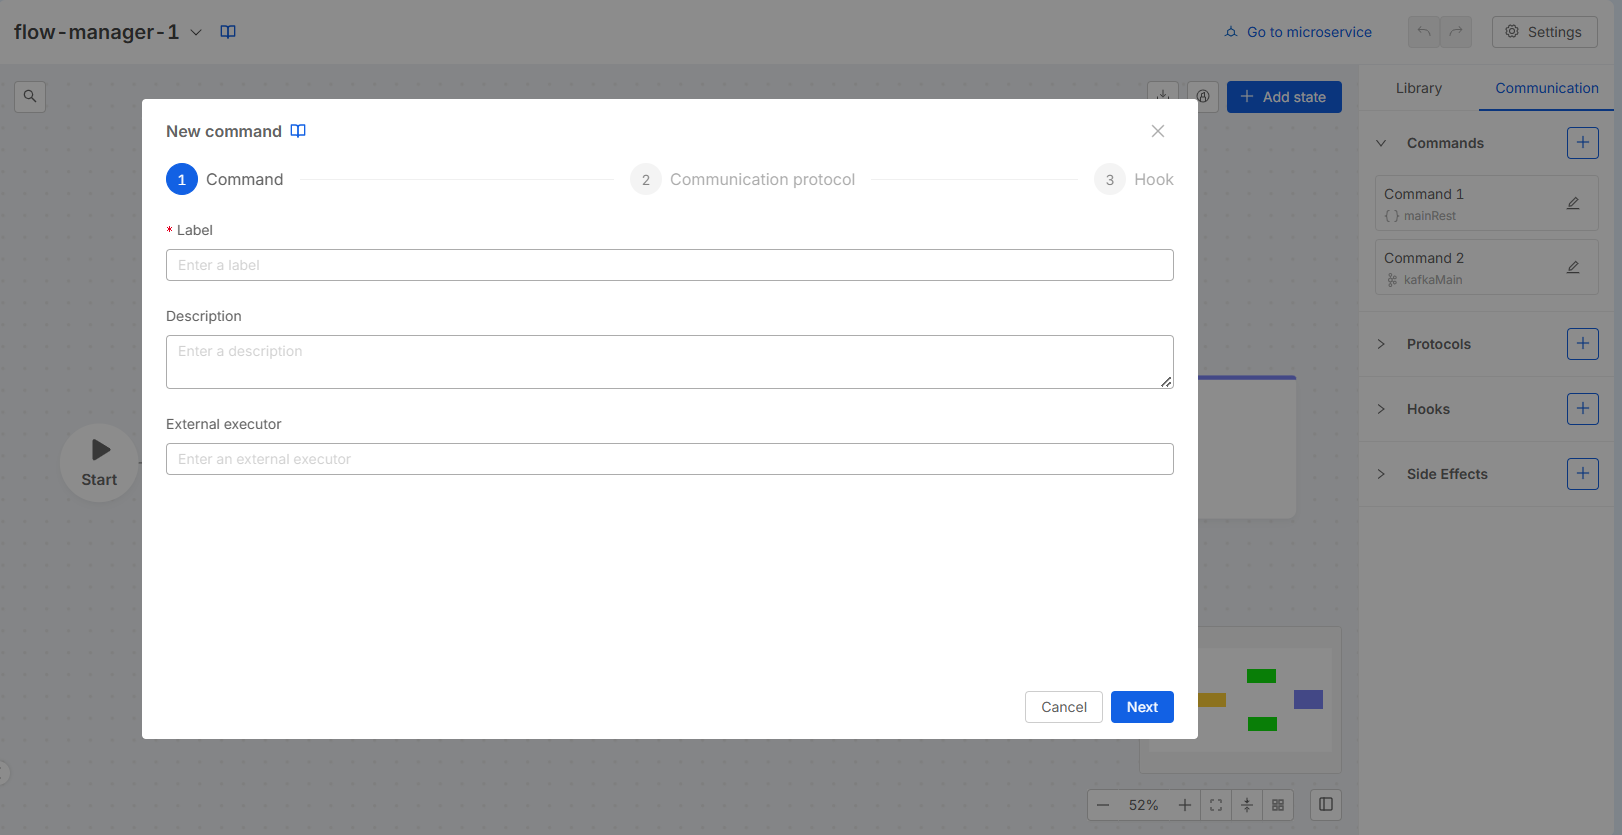 flow-manager-1
Go to microservice
Settings
Add state
Library
Communication
New command
1 Command
2 Communication protocol
3 Hook
* Label
Enter a label
Description
Enter a description
External executor
Enter an external executor
Cancel
Next
Commands
Command 1
{ } mainRest
Command 2
kafkaMain
Protocols
Hooks
Side Effects
Start
52%